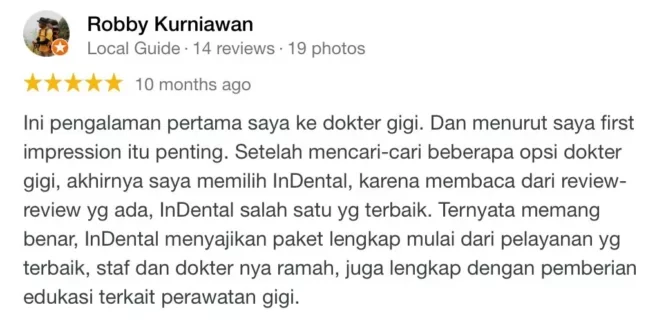 Robby Kurniawan
Local Guide · 14 reviews · 19 photos
10 months ago
Ini pengalaman pertama saya ke dokter gigi. Dan menurut saya first
impression itu penting. Setelah mencari-cari beberapa opsi dokter
gigi, akhirnya saya memilih InDental, karena membaca dari review-
review yg ada, InDental salah satu yg terbaik. Ternyata memang
benar, InDental menyajikan paket lengkap mulai dari pelayanan yg
terbaik, staf dan dokter nya ramah, juga lengkap dengan pemberian
edukasi terkait perawatan gigi.